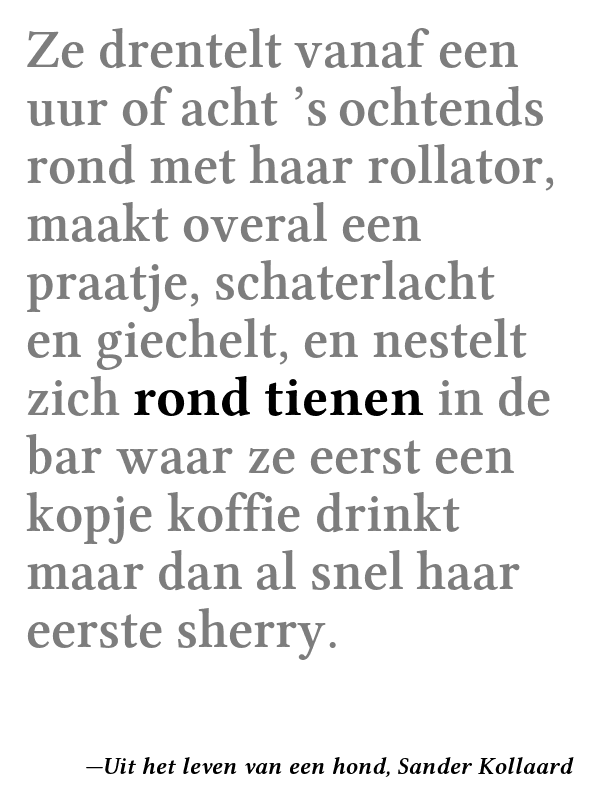 Ze drentelt vanaf een
uur of acht ’s ochtends
rond met haar rollator,
maakt overal een
praatje, schaterlacht
en giechelt, en nestelt
zich rond tienen in de
bar waar ze eerst een
kopje koffie drinkt
maar dan al snel haar
eerste sherry.
—Uit het leven van een hond, Sander Kollaard